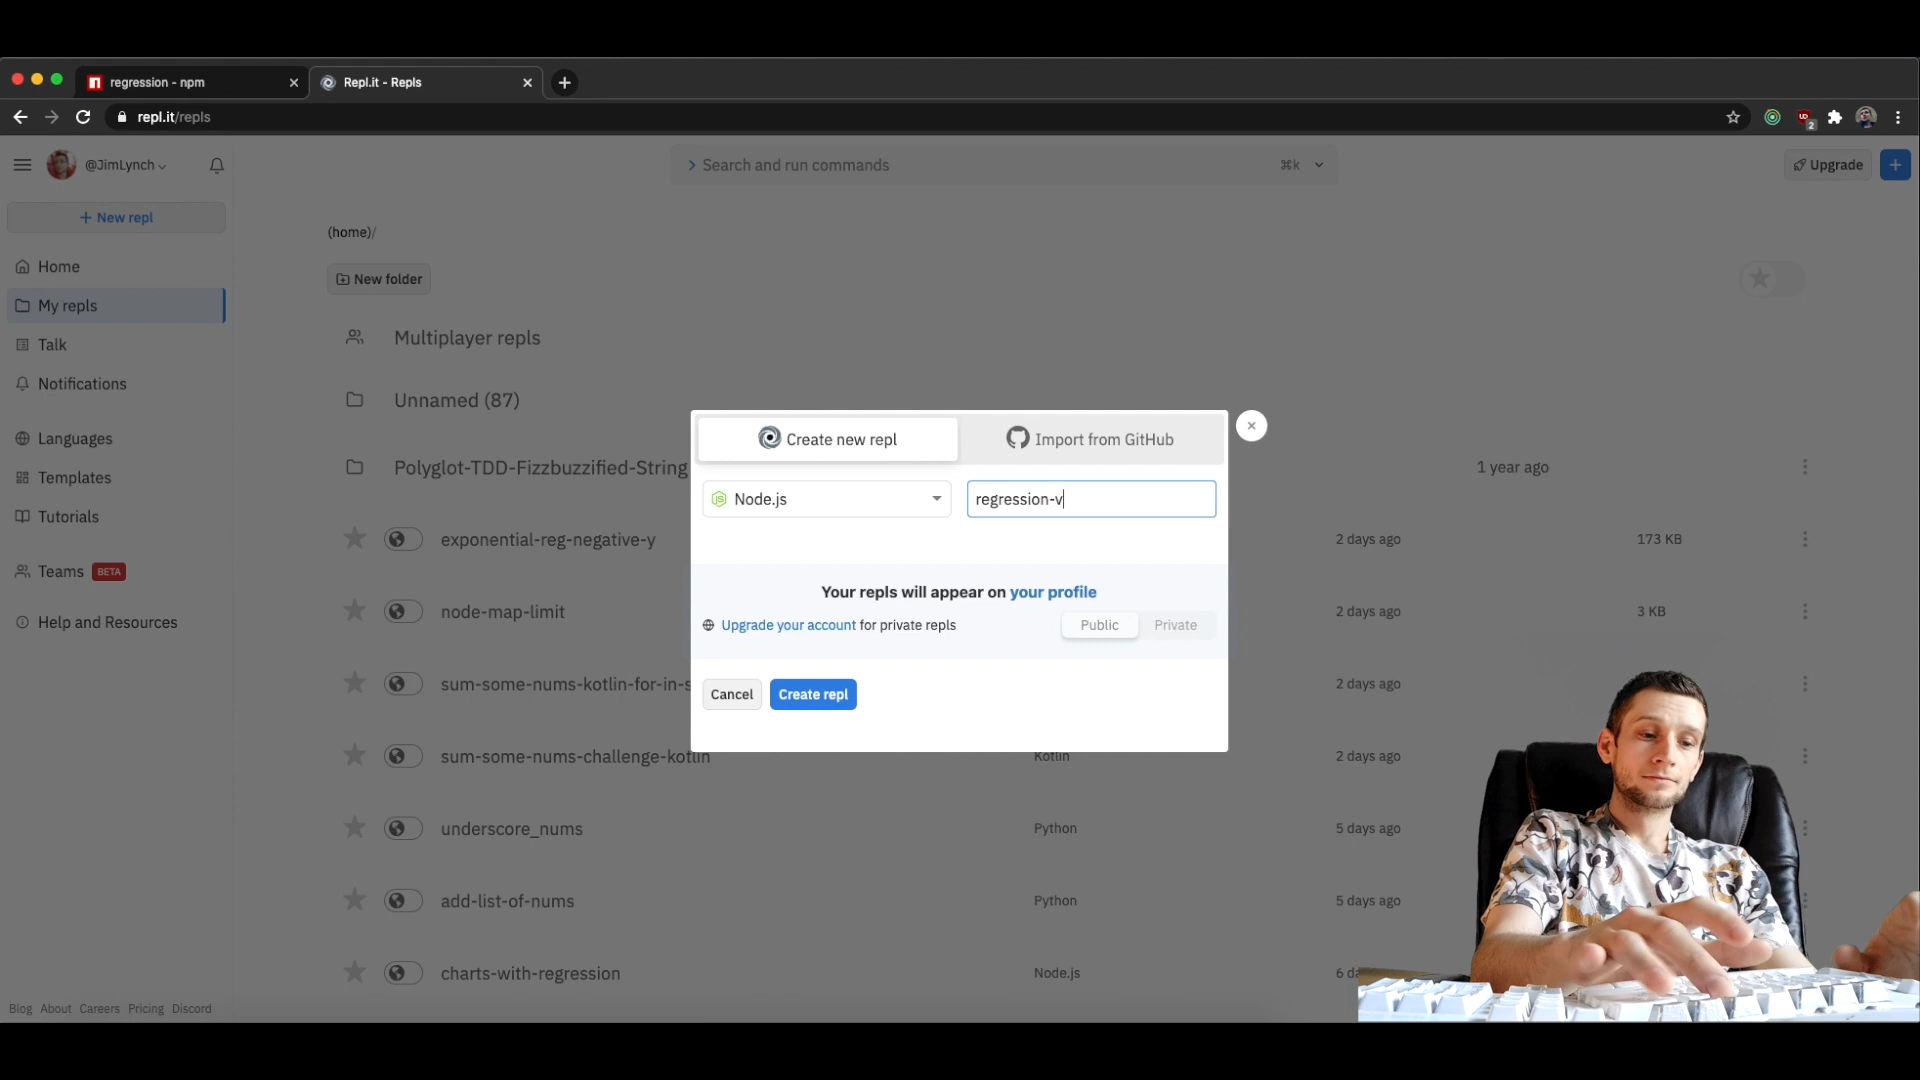 regression - npm
Repl.it - Repls
repl.it/repls
UD
2
@JimLynch
Search and run commands
⌘k
Upgrade
+ New repl
(home)/
New folder
Home
My repls
Talk
Notifications
Languages
Templates
Tutorials
Teams BETA
Help and Resources
Multiplayer repls
Unnamed (87)
Polyglot-TDD-Fizzbuzzified-String
1 year ago
Create new repl
Import from GitHub
JS
Node.js
regression-v
Your repls will appear on your profile
Upgrade your account for private repls
Public
Private
Cancel
Create repl
exponential-reg-negative-y
2 days ago
173 KB
node-map-limit
2 days ago
3 KB
sum-some-nums-kotlin-for-in-s
2 days ago
sum-some-nums-challenge-kotlin
Kotlin
2 days ago
underscore_nums
Python
5 days ago
add-list-of-nums
Python
5 days ago
charts-with-regression
Node.js
6 da
Blog About Careers Pricing Discord